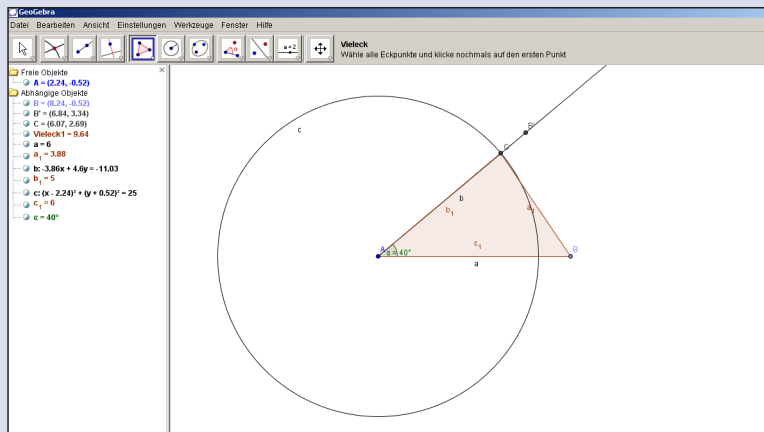 GeoGebra
Datei Bearbeiten Ansicht Einstellungen Werkzeuge Fenster Hilfe
a = 2
Vieleck
Wähle alle Eckpunkte und klicke nochmals auf den ersten Punkt
Freie Objekte
A = (2.24, -0.52)
Abhängige Objekte
B = (8.24, -0.52)
B' = (6.84, 3.34)
C = (6.07, 2.69)
Vieleck1 = 9.64
a = 6
a₁ = 3.88
b: -3.86x + 4.6y = -11.03
b₁ = 5
c: (x - 2.24)² + (y + 0.52)² = 25
c₁ = 6
α = 40°
c
B'
C
b
b₁
a₁
A
α = 40°
c₁
B
a